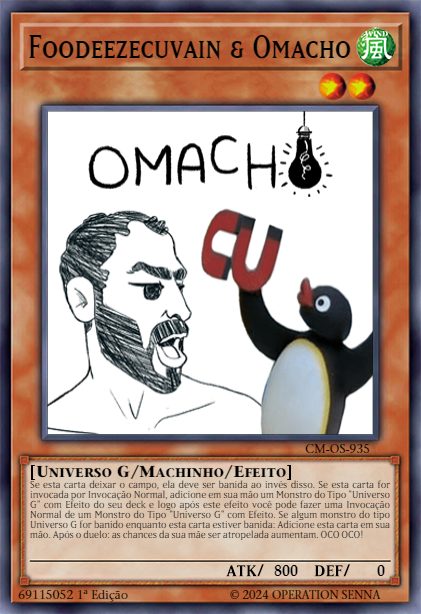 Foodeezecuvain & Omacho
WIND
風
OMACHO
CU
CM-OS-935
[Universo G/Machinho/Efeito]
Se esta carta deixar o campo, ela deve ser banida ao invés disso. Se esta carta for
invocada por Invocação Normal, adicione em sua mão um Monstro do Tipo "Universo
G" com Efeito do seu deck e logo após este efeito você pode fazer uma Invocação
Normal de um Monstro do Tipo "Universo G" com Efeito. Se algum monstro do tipo
Universo G for banido enquanto esta carta estiver banida: Adicione esta carta em sua
mão. Após o duelo: as chances da sua mãe ser atropelada aumentam. OCO OCO!
ATK/ 800 DEF/ 0
69115052 1ª Edição
© 2024 OPERATION SENNA